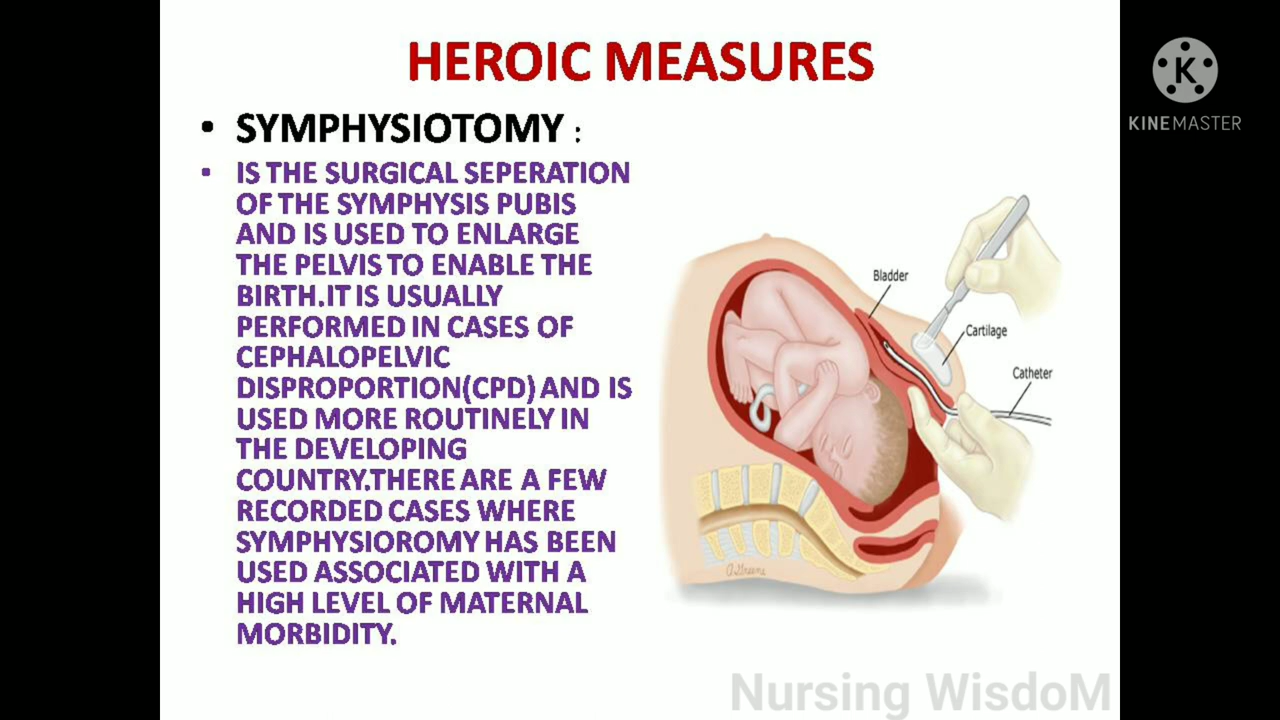 HEROIC MEASURES
• SYMPHYSIOTOMY :
• IS THE SURGICAL SEPERATION
OF THE SYMPHYSIS PUBIS
AND IS USED TO ENLARGE
THE PELVIS TO ENABLE THE
BIRTH.IT IS USUALLY
PERFORMED IN CASES OF
CEPHALOPELVIC
DISPROPORTION(CPD) AND IS
USED MORE ROUTINELY IN
THE DEVELOPING
COUNTRY.THERE ARE A FEW
RECORDED CASES WHERE
SYMPHYSIOROMY HAS BEEN
USED ASSOCIATED WITH A
HIGH LEVEL OF MATERNAL
MORBIDITY.
Bladder
Cartilage
Catheter
K
KINEMASTER
Nursing WisdoM